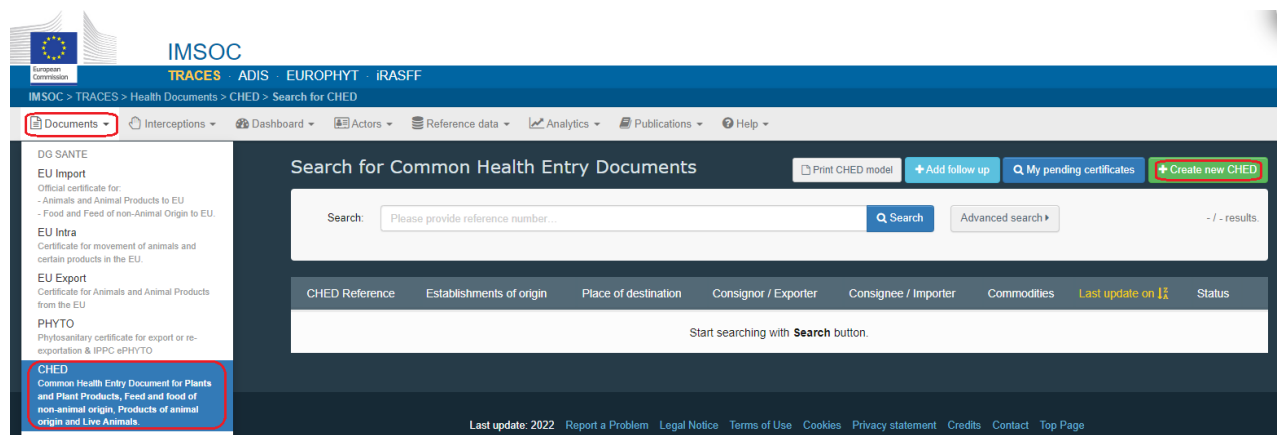 IMSOC
European
Commission
TRACES · ADIS · EUROPHYT · iRASFF
IMSOC > TRACES > Health Documents > CHED > Search for CHED
Documents Interceptions Dashboard Actors Reference data Analytics Publications Help
DG SANTE
EU Import
Official certificate for:
- Animals and Animal Products to EU
- Food and Feed of non-Animal Origin to EU.
EU Intra
Certificate for movement of animals and
certain products in the EU.
EU Export
Certificate for Animals and Animal Products
from the EU
PHYTO
Phytosanitary certificate for export or re-
exportation & IPPC ePHYTO
CHED
Common Health Entry Document for Plants
and Plant Products, Feed and food of
non-animal origin, Products of animal
origin and Live Animals.
Search for Common Health Entry Documents Print CHED model +Add follow up My pending certificates +Create new CHED
Search: Please provide reference number... Search Advanced search - / - results.
CHED Reference Establishments of origin Place of destination Consignor / Exporter Consignee / Importer Commodities Last update on Status
Start searching with Search button.
Last update: 2022 Report a Problem Legal Notice Terms of Use Cookies Privacy statement Credits Contact Top Page